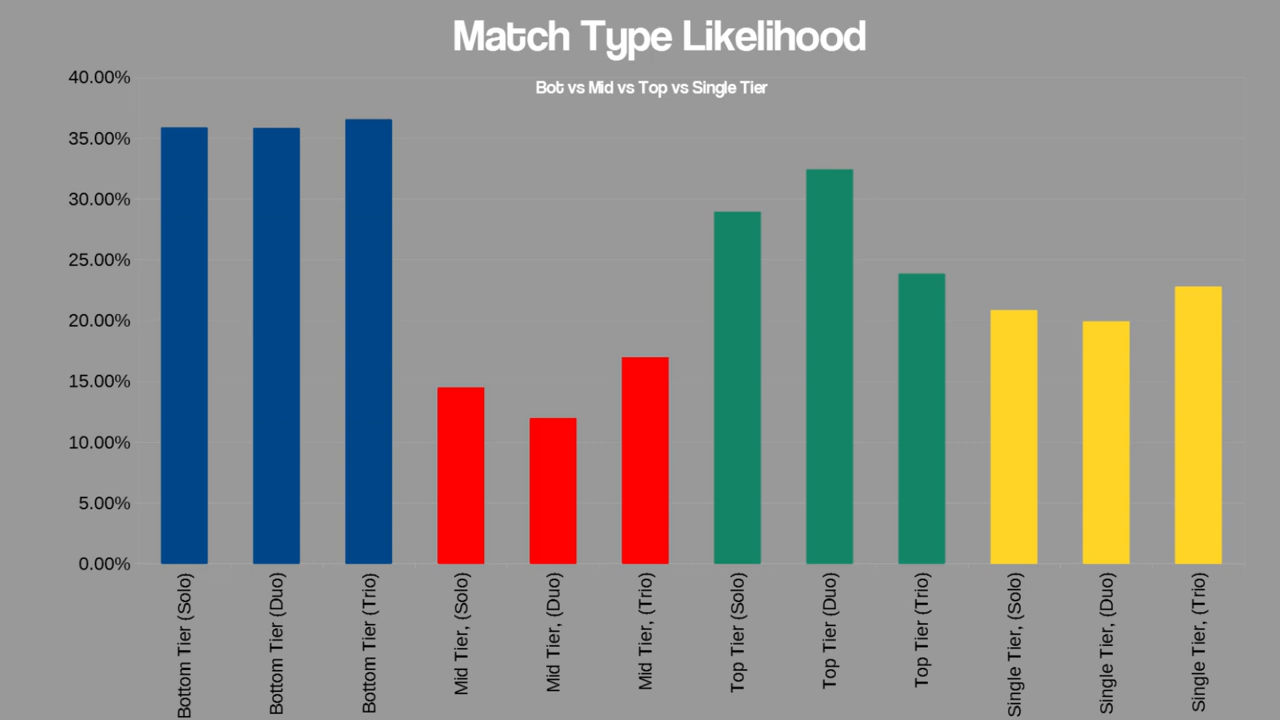 Match Type Likelihood
Bot vs Mid vs Top vs Single Tier
40.00%
35.00%
30.00%
25.00%
20.00%
15.00%
10.00%
5.00%
0.00%
Bottom Tier (Solo)
Bottom Tier (Duo)
Bottom Tier (Trio)
Mid Tier, (Solo)
Mid Tier, (Duo)
Mid Tier, (Trio)
Top Tier (Solo)
Top Tier (Duo)
Top Tier (Trio)
Single Tier, (Solo)
Single Tier, (Duo)
Single Tier, (Trio)